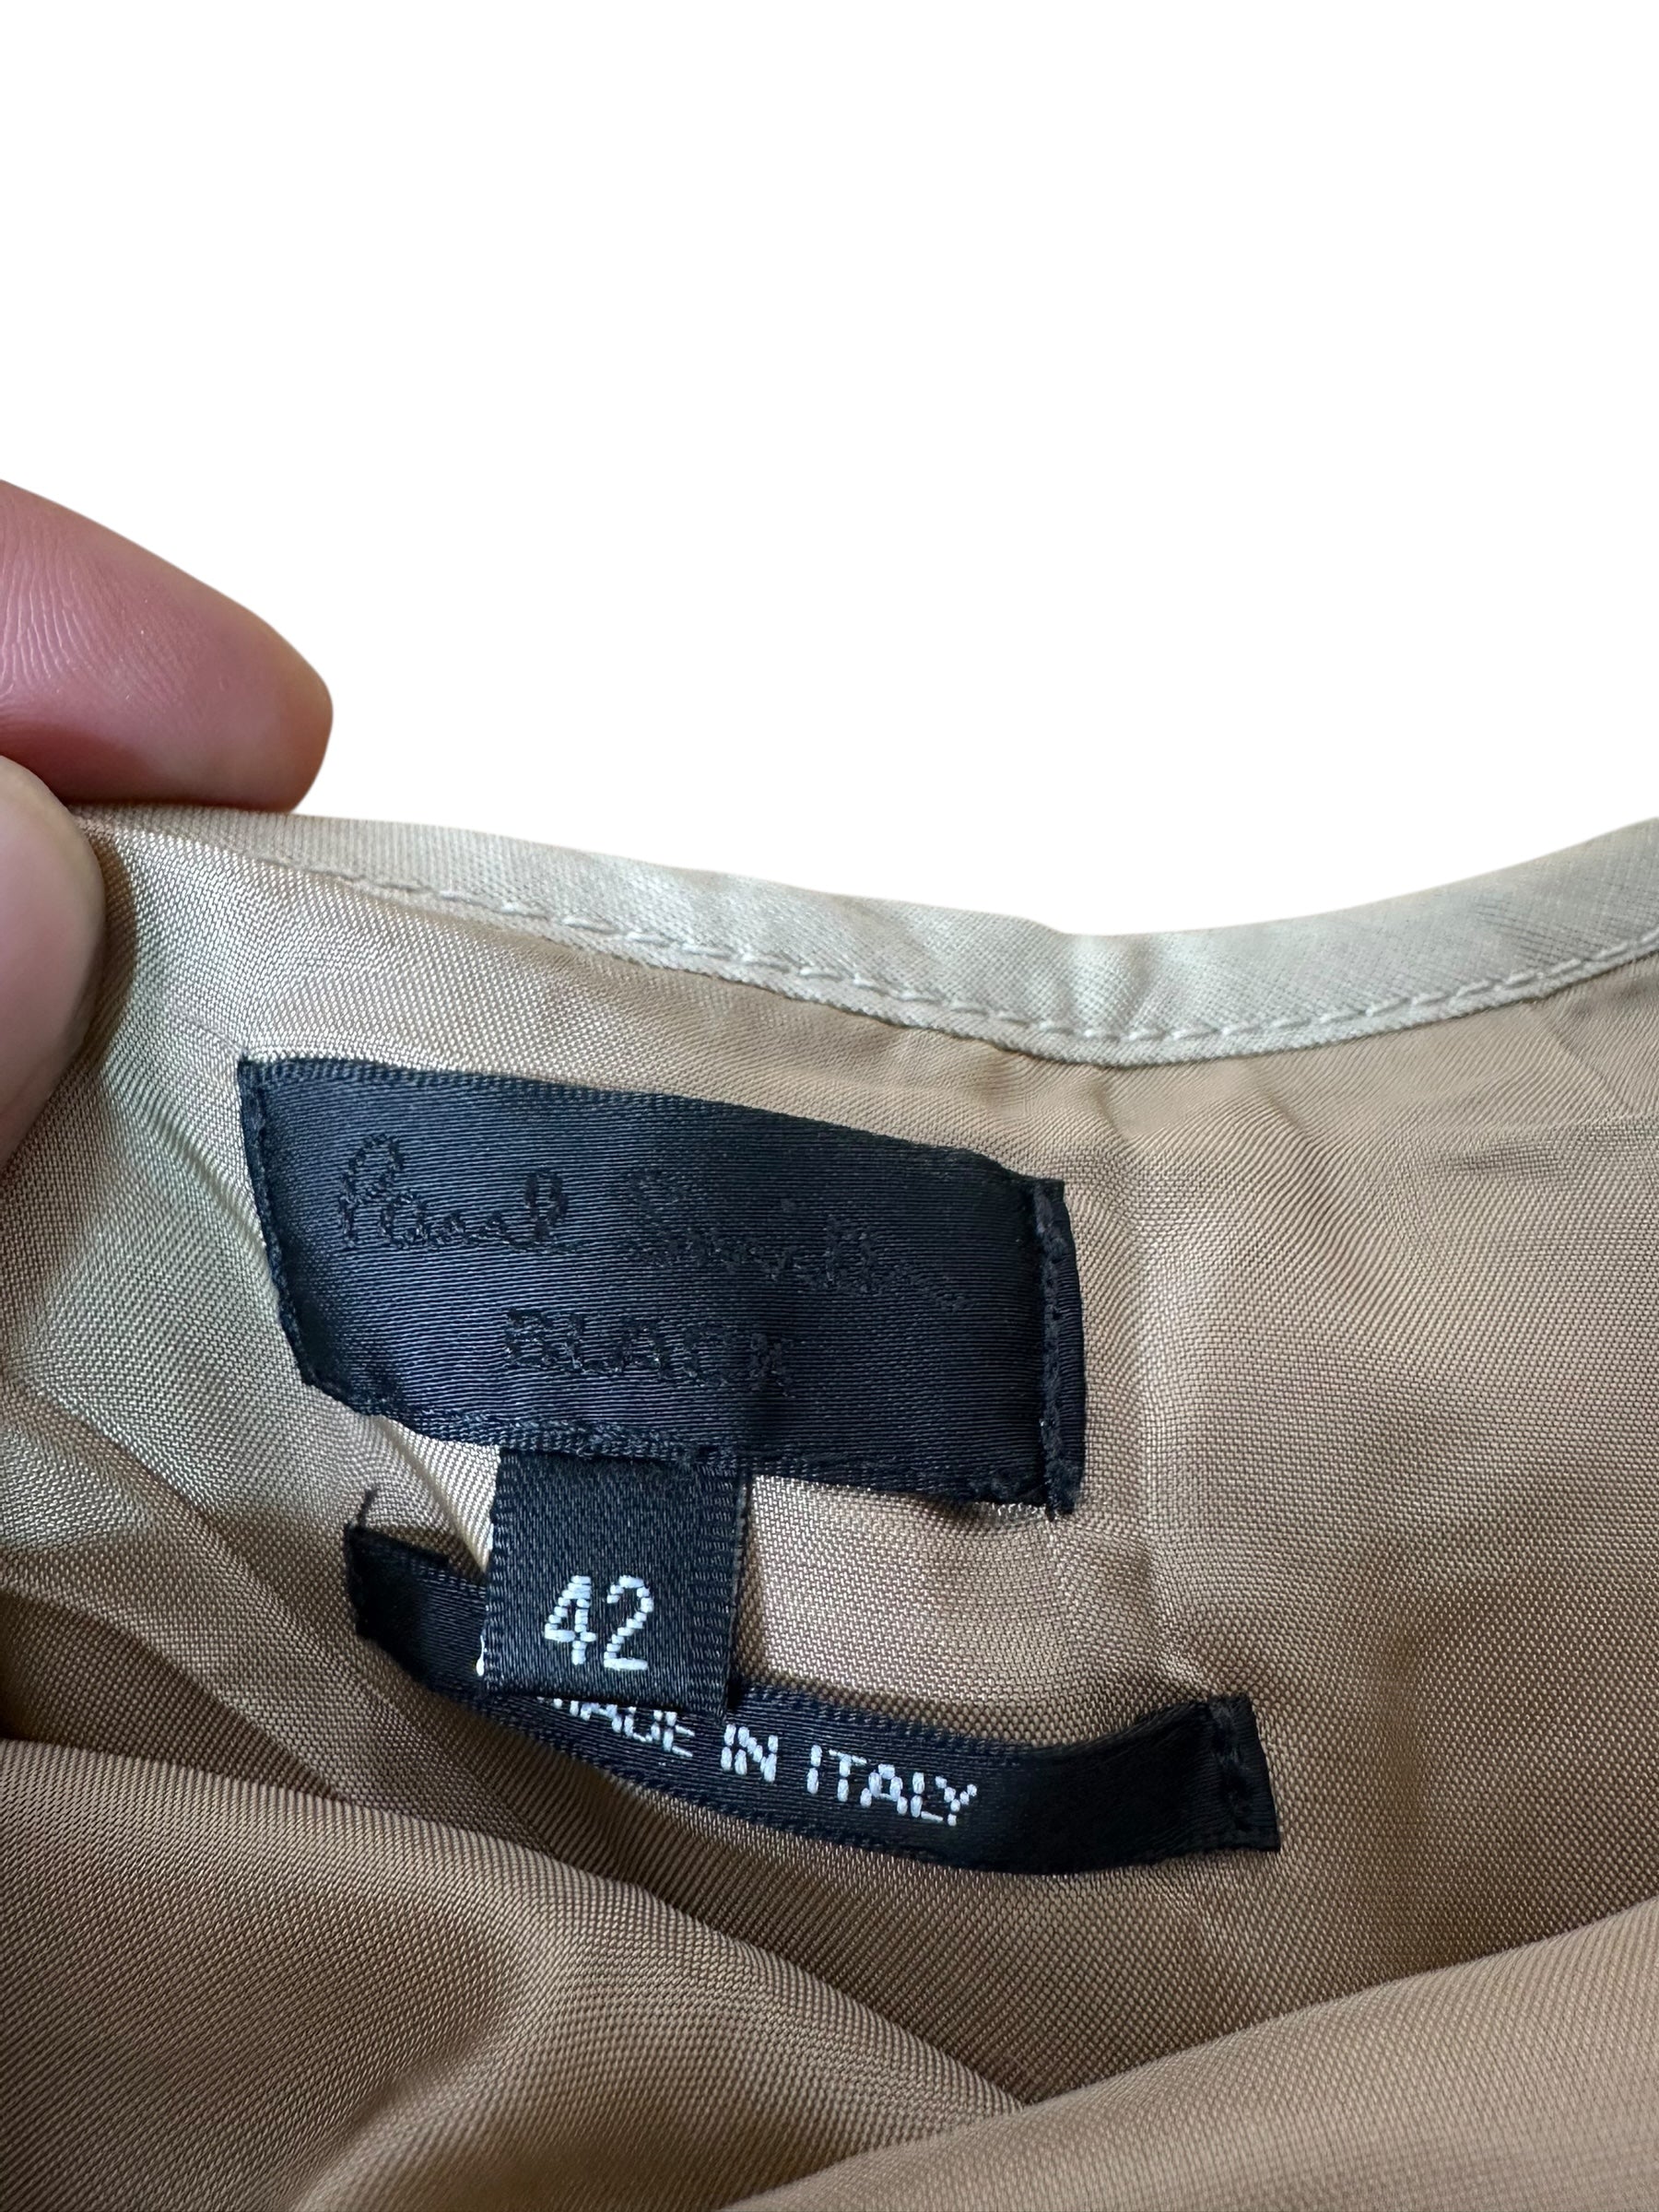 Paul Smith
BLACK
42
MADE IN ITALY